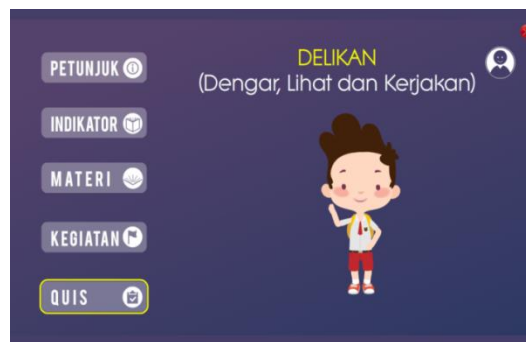 PETUNJUK
INDIKATOR
MATERI
KEGIATAN
QUIS
DELIKAN
(Dengar, Lihat dan Kerjakan)